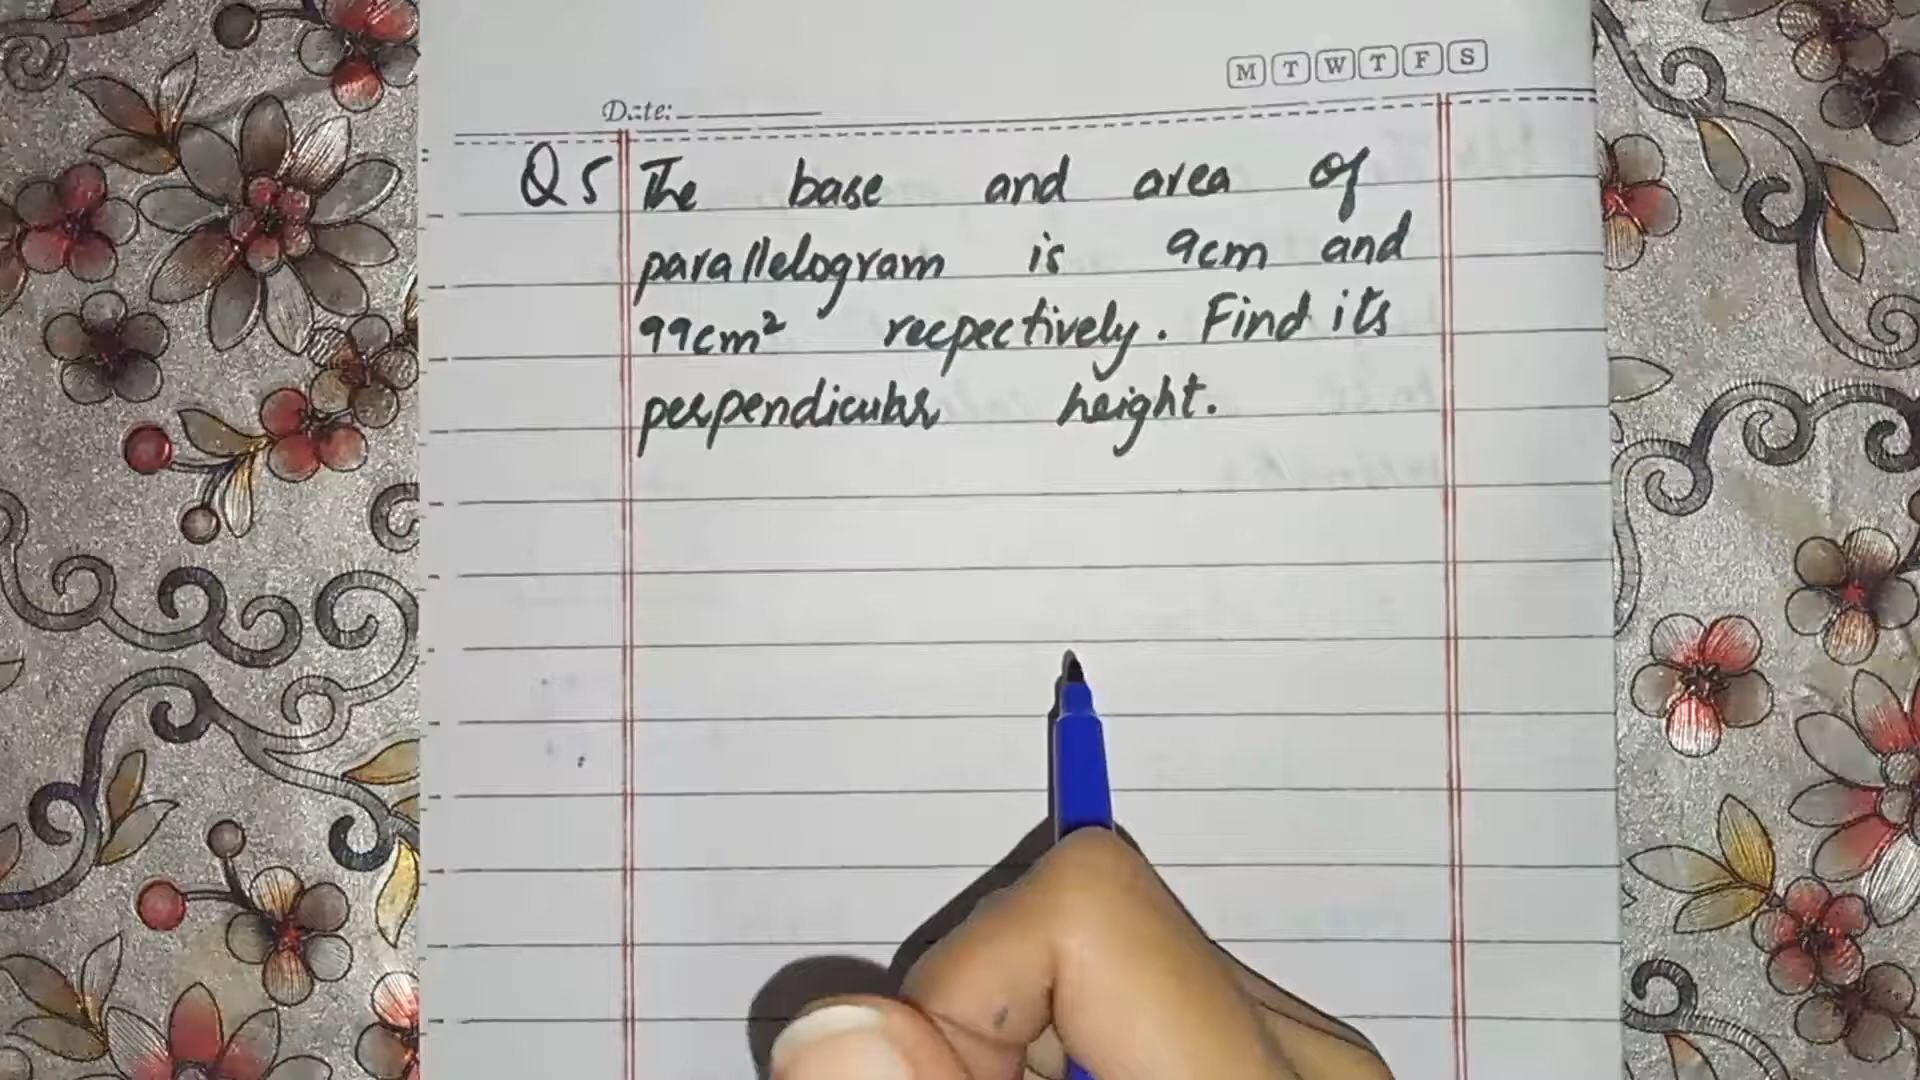 M T W T F S
Date:
Q5 The base and area of
parallelogram is 9cm and
99cm² recpectively. Find its
perpendicular height.